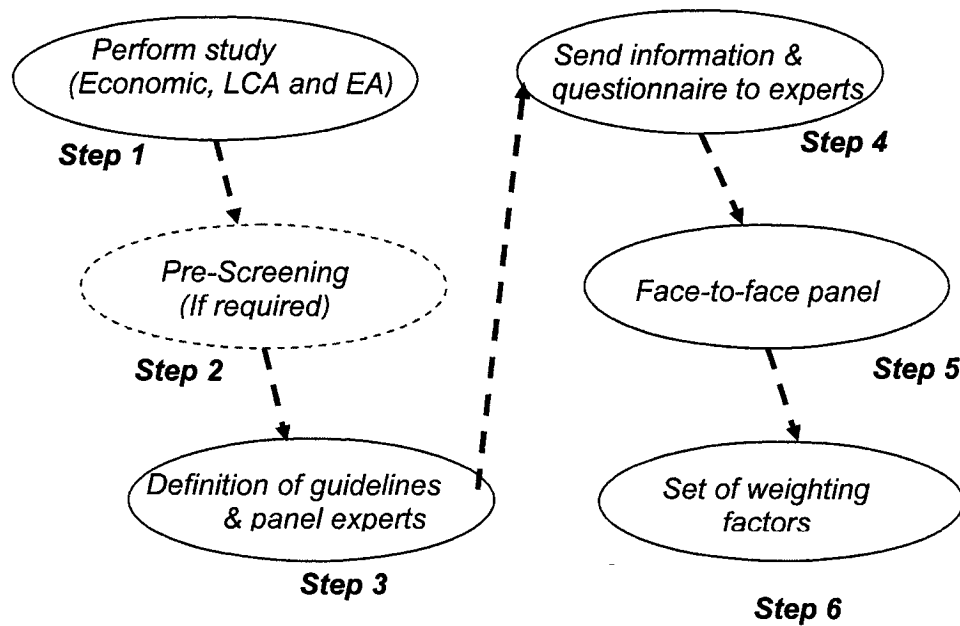 Perform study
(Economic, LCA and EA)
Step 1
Pre-Screening
(If required)
Step 2
Definition of guidelines
& panel experts
Step 3
Send information &
questionnaire to experts
Step 4
Face-to-face panel
Step 5
Set of weighting
factors
Step 6